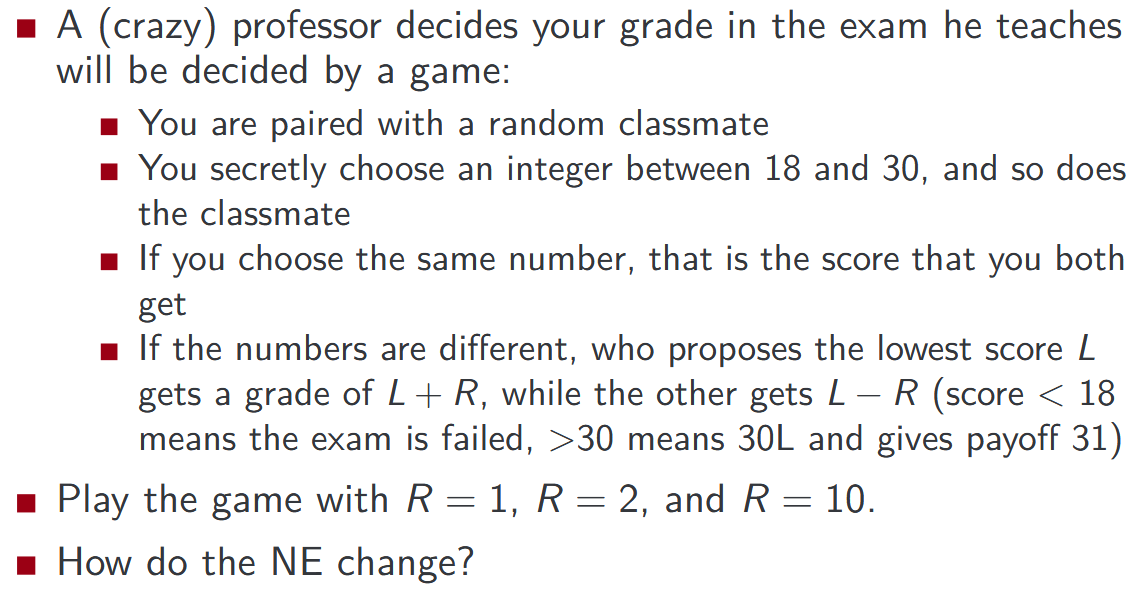 A (crazy) professor decides your grade in the exam he teaches
will be decided by a game:
You are paired with a random classmate
You secretly choose an integer between 18 and 30, and so does
the classmate
If you choose the same number, that is the score that you both
get
If the numbers are different, who proposes the lowest score L
gets a grade of L + R, while the other gets L − R (score < 18
means the exam is failed, >30 means 30L and gives payoff 31)
Play the game with R = 1, R = 2, and R = 10.
How do the NE change?